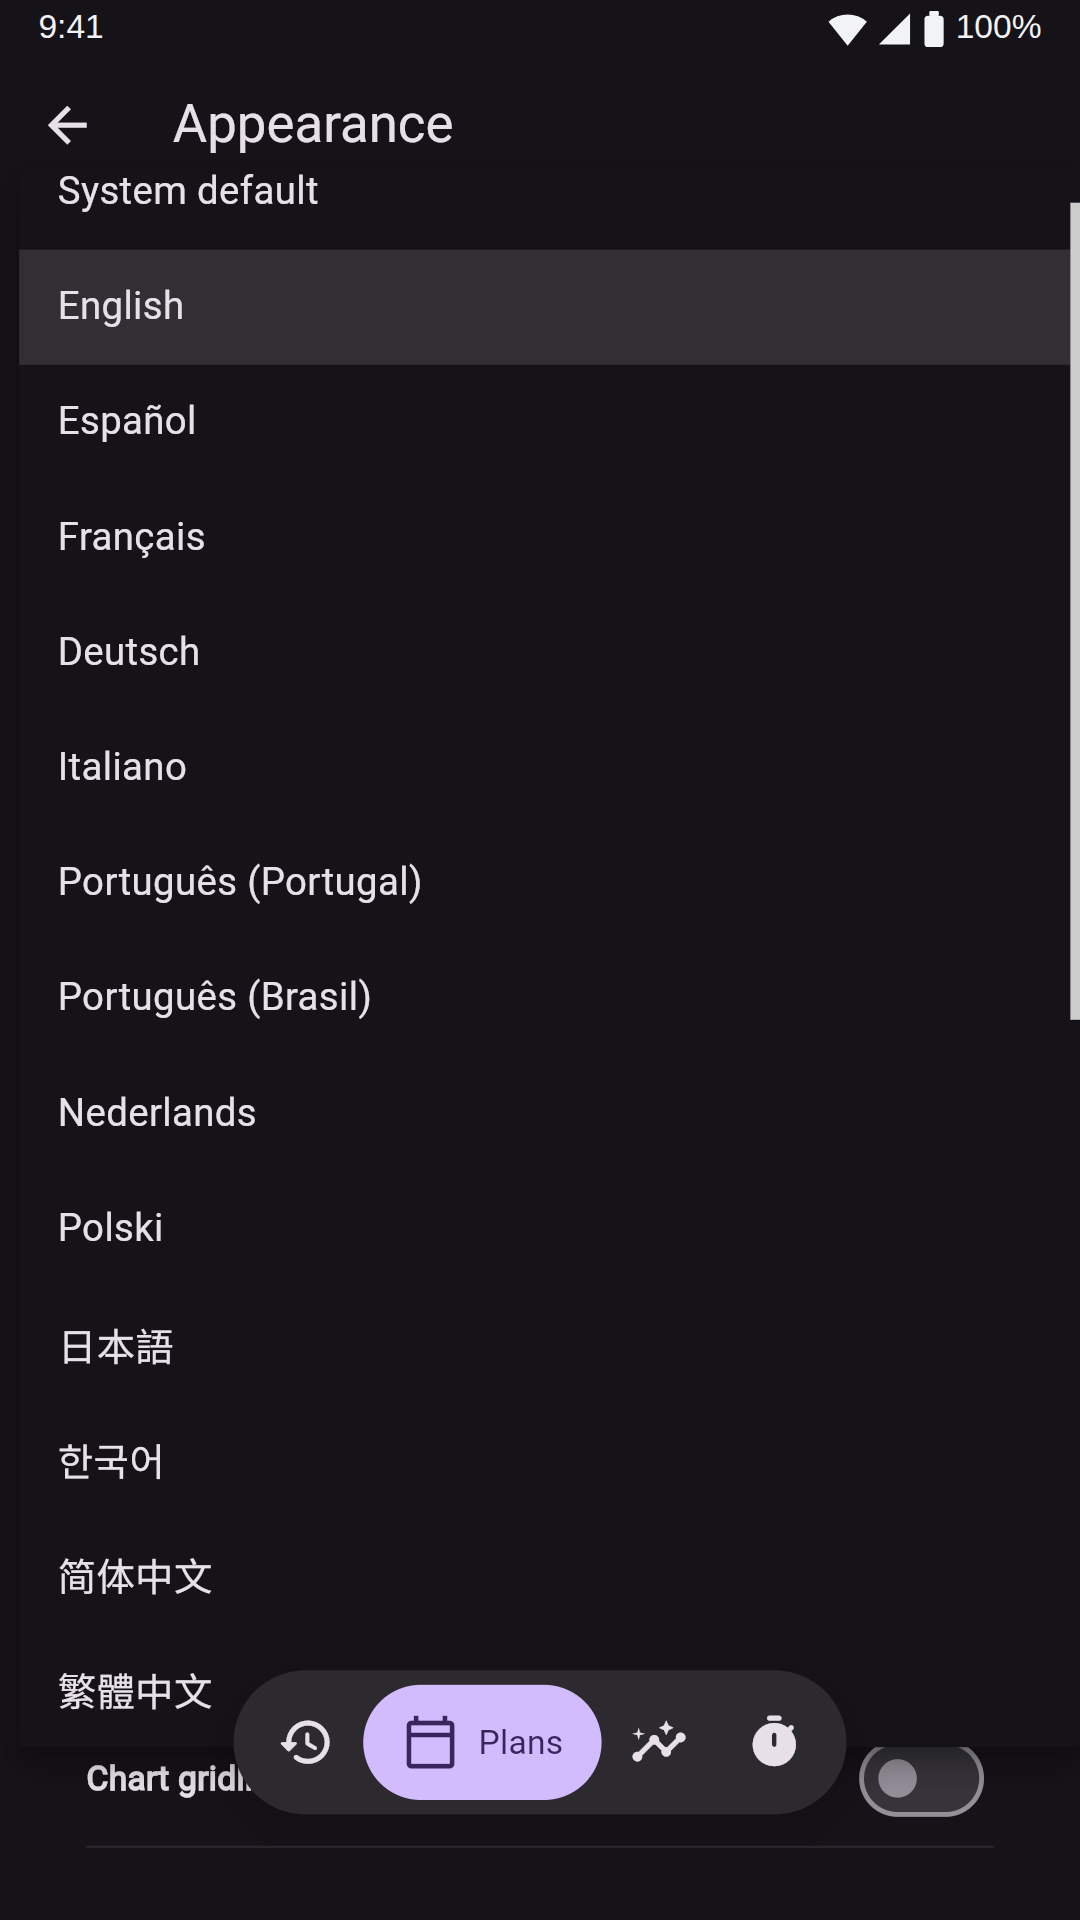 9:41
100%
Appearance
System default
English
Español
Français
Deutsch
Italiano
Português (Portugal)
Português (Brasil)
Nederlands
Polski
日本語
한국어
简体中文
繁體中文
Plans
Chart